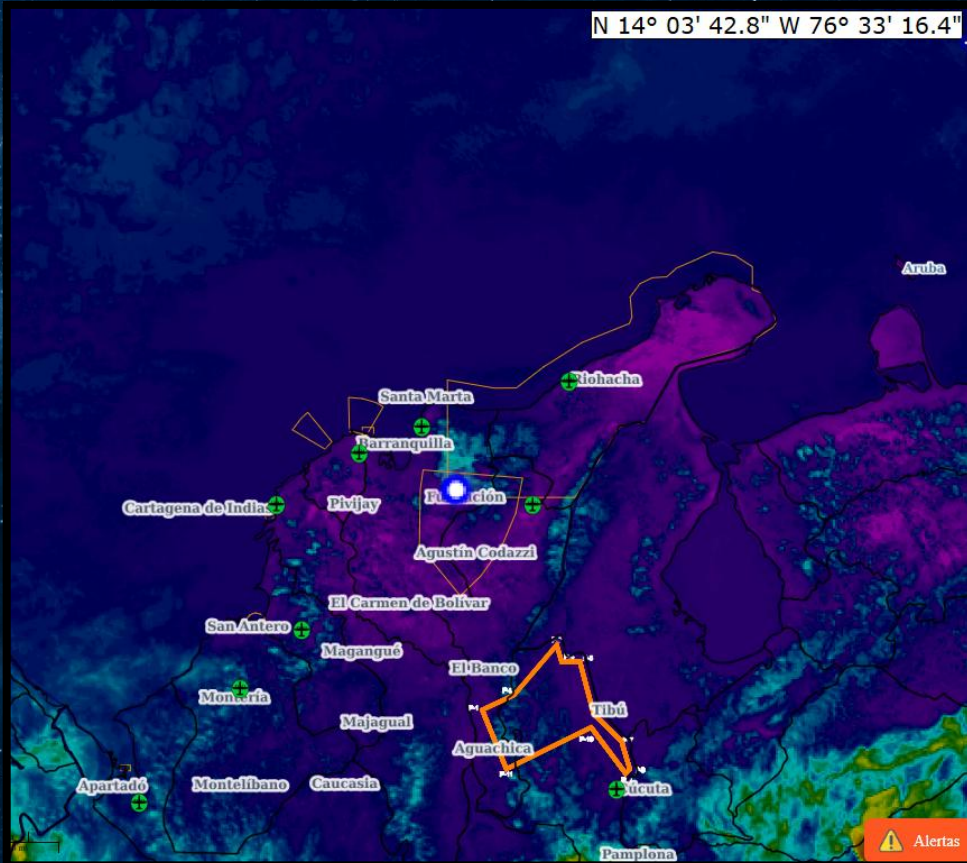 N 14° 03' 42.8" W 76° 33' 16.4"
Aruba
Riohacha
Santa Marta
Barranquilla
Cartagena de Indias
Pivijay
Agustín Codazzi
El Carmen de Bolívar
San Antero
Magangué
El Banco
Montería
Tibú
Majagual
Aguachica
Apartadó
Montelíbano
Caucasia
Cúcuta
Alertas
Pamplona